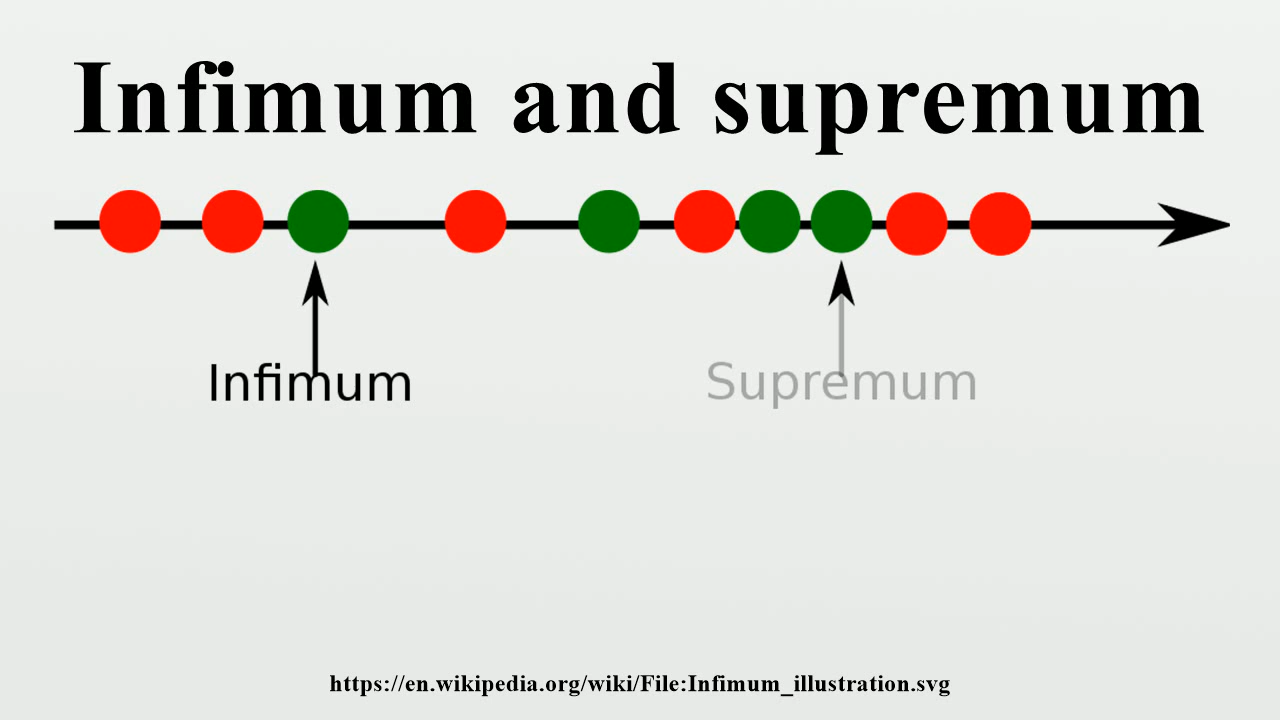 Infimum and supremum
Infimum
Supremum
https://en.wikipedia.org/wiki/File:Infimum_illustration.svg